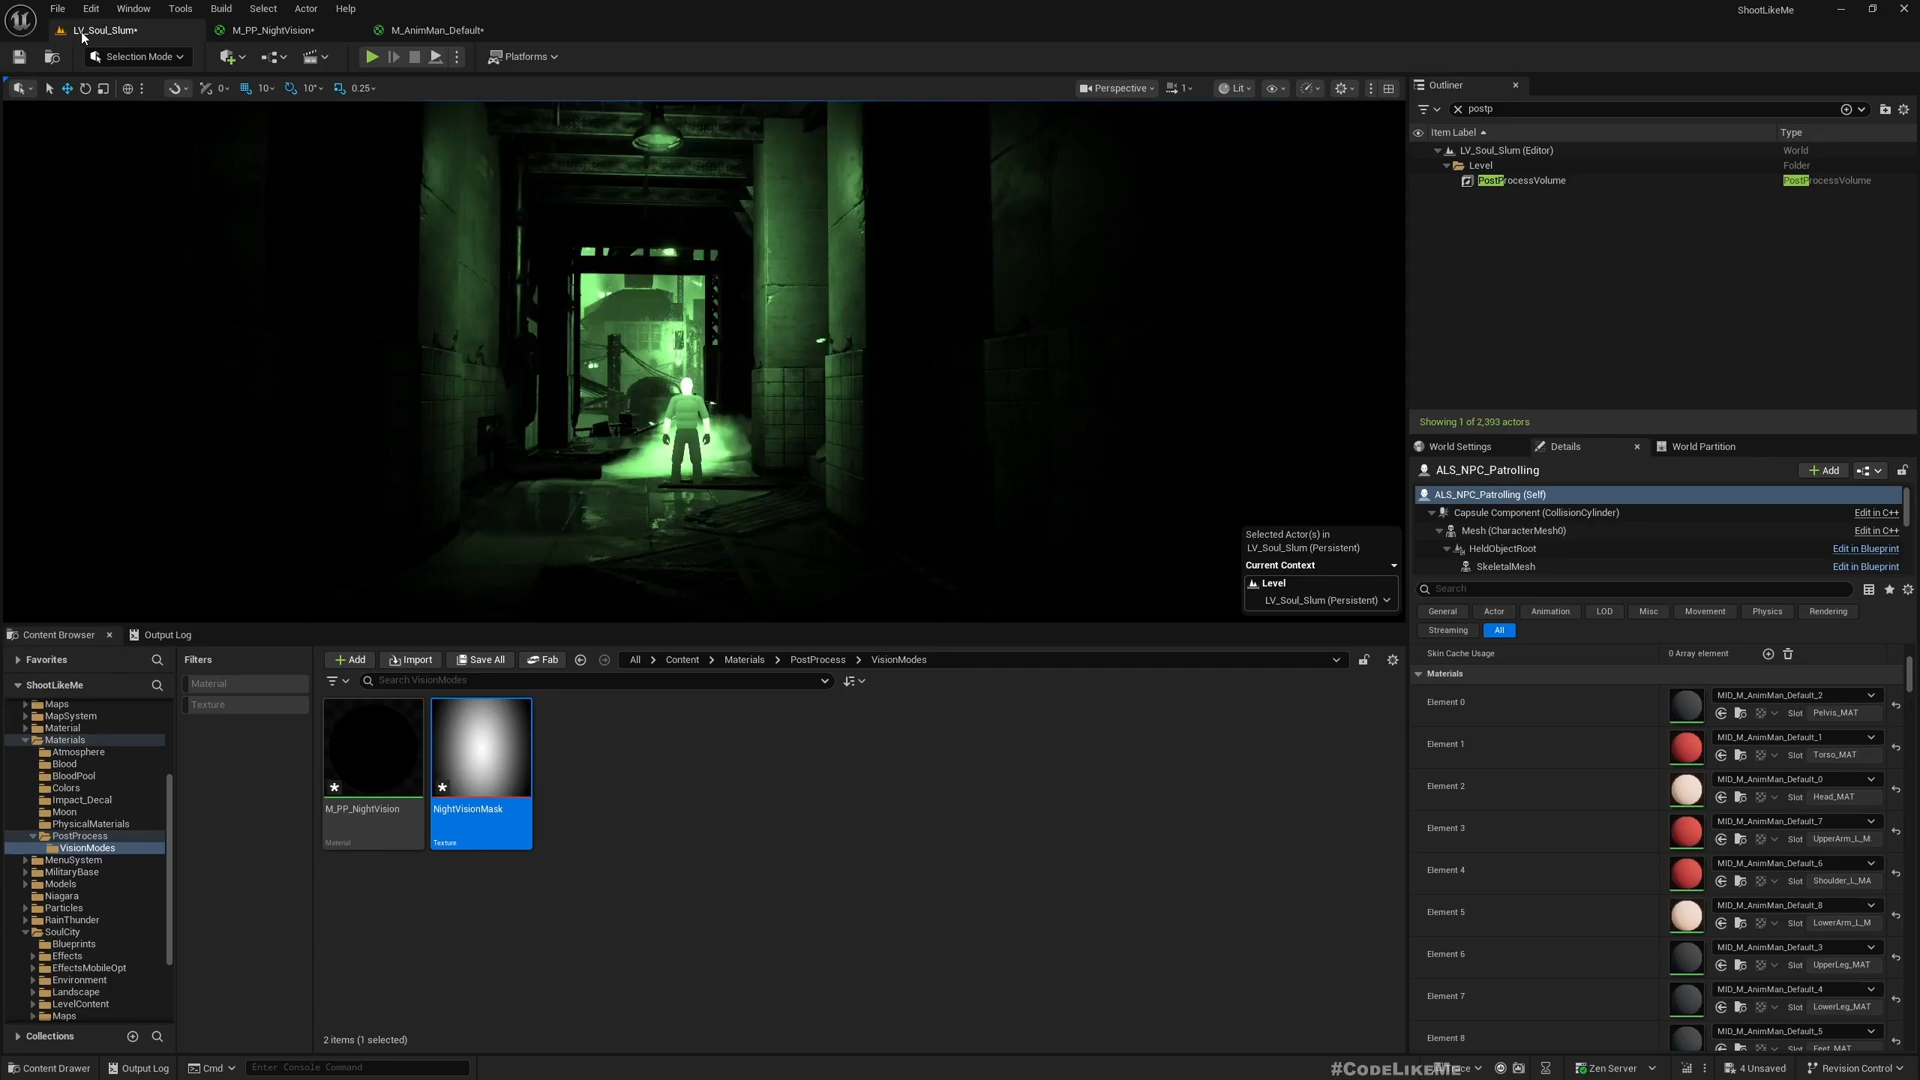 File Edit Window Tools Build Select Actor Help
ShootLikeMe
LV_Soul_Slum* M_PP_NightVision* M_AnimMan_Default*
Selection Mode Platforms
0 10 10° 0.25 Perspective 1 Lit
Outliner
postp
Item Label Type
LV_Soul_Slum (Editor) World
Level Folder
PostProcessVolume PostProcessVolume
Showing 1 of 2,393 actors
World Settings Details World Partition
ALS_NPC_Patrolling Add
ALS_NPC_Patrolling (Self)
Capsule Component (CollisionCylinder) Edit in C++
Mesh (CharacterMesh0) Edit in C++
HeldObjectRoot Edit in Blueprint
SkeletalMesh Edit in Blueprint
Search
General Actor Animation LOD Misc Movement Physics Rendering
Streaming All
Skin Cache Usage 0 Array element
Materials
Element 0 MID_M_AnimMan_Default_2
Slot Pelvis_MAT
Element 1 MID_M_AnimMan_Default_1
Slot Torso_MAT
Element 2 MID_M_AnimMan_Default_0
Slot Head_MAT
Element 3 MID_M_AnimMan_Default_7
Slot UpperArm_L_M
Element 4 MID_M_AnimMan_Default_6
Slot Shoulder_L_MA
Element 5 MID_M_AnimMan_Default_8
Slot LowerArm_L_M
Element 6 MID_M_AnimMan_Default_3
Slot UpperLeg_MAT
Element 7 MID_M_AnimMan_Default_4
Slot LowerLeg_MAT
Element 8 MID_M_AnimMan_Default_5
Slot Feet_MAT
Selected Actor(s) in
LV_Soul_Slum (Persistent)
Current Context
Level
LV_Soul_Slum (Persistent)
Content Browser Output Log
Favorites
ShootLikeMe
Maps
MapSystem
Material
Materials
Atmosphere
Blood
BloodPool
Colors
Impact_Decal
Moon
PhysicalMaterials
PostProcess
VisionModes
MenuSystem
MilitaryBase
Models
Niagara
Particles
RainThunder
SoulCity
Blueprints
Effects
EffectsMobileOpt
Environment
Landscape
LevelContent
Maps
Collections
Filters
Material
Texture
Add Import Save All Fab All Content Materials PostProcess VisionModes
Search VisionModes
M_PP_NightVision
Material
NightVisionMask
Texture
2 items (1 selected)
Content Drawer Output Log Cmd Enter Console Command
#CodeLikeMe
Trace Zen Server 4 Unsaved Revision Control